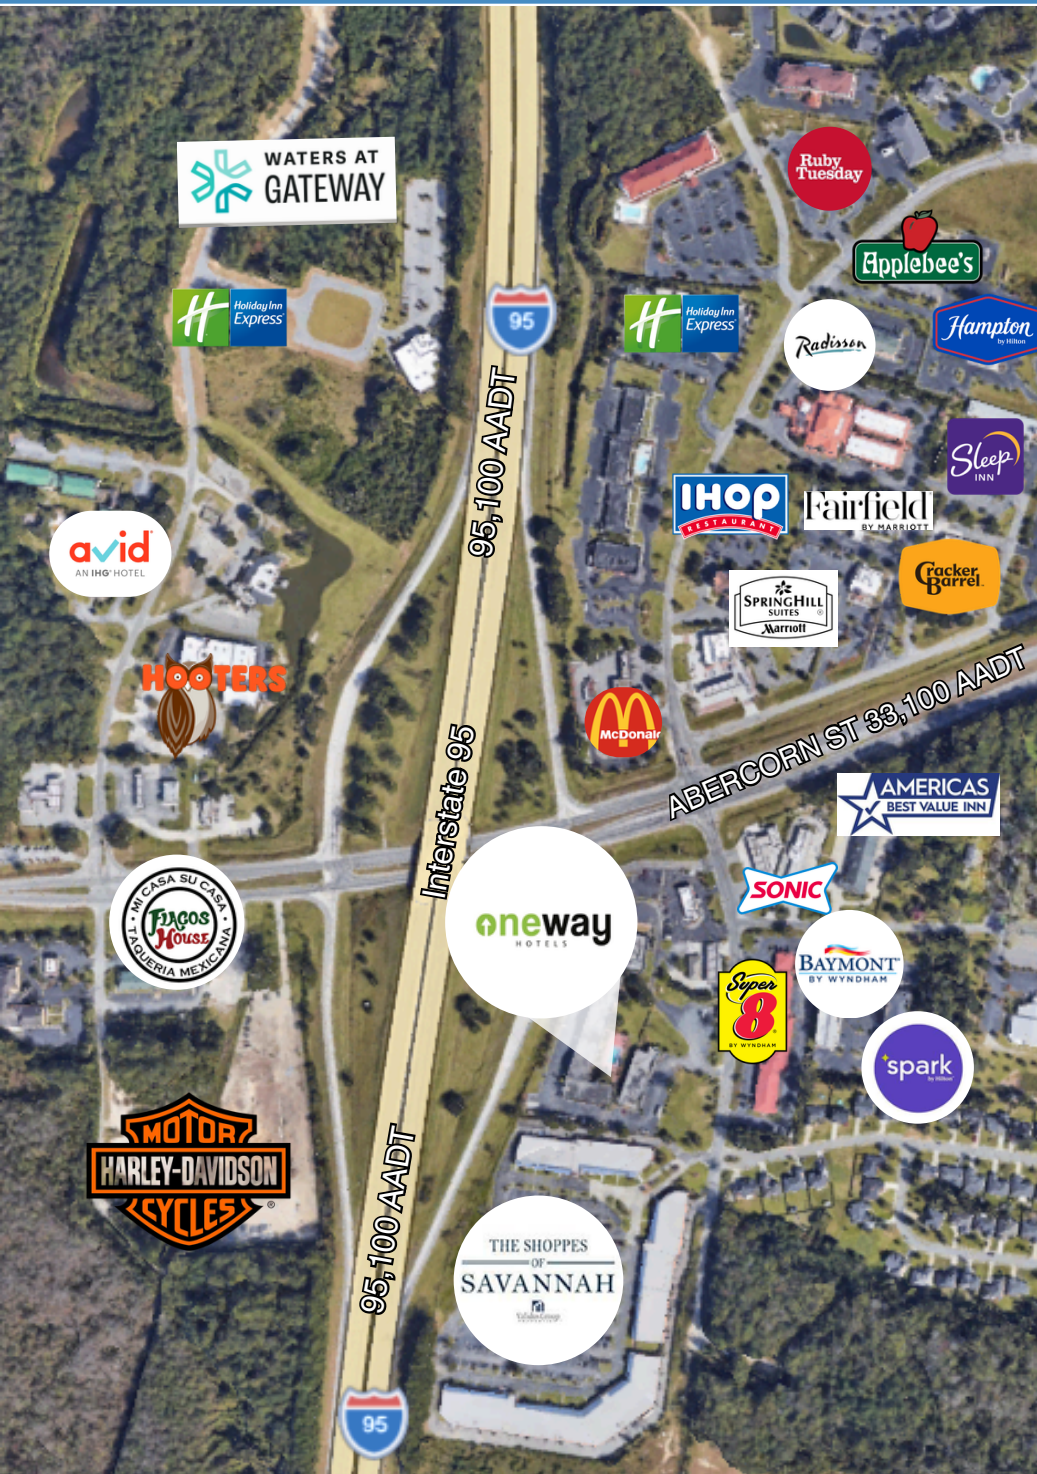 WATERS AT
GATEWAY
Ruby
Tuesday
Applebee's
Holiday Inn
Express
95
Holiday Inn
Express
Radisson
Hampton
by Hilton
95,100 AADT
Sleep
INN
IHOP
RESTAURANT
Fairfield
BY MARRIOTT
avid
AN IHG® HOTEL
Cracker
Barrel
SPRINGHILL
SUITES ®
Marriott
HOOTERS
McDonald
ABERCORN ST 33,100 AADT
Interstate 95
AMERICAS
BEST VALUE INN
MI CASA SU CASA
House
TAQUERIA MEXICANA
oneway
HOTELS
SONIC
BAYMONT
BY WYNDHAM
Super
8
BY WYNDHAM
spark
by Hilton
MOTOR
HARLEY-DAVIDSON
CYCLES
®
95,100 AADT
THE SHOPPES
OF
SAVANNAH
95